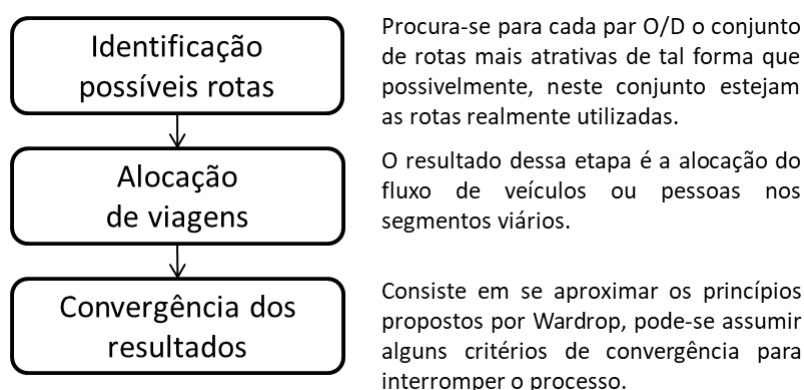 Identificação
possíveis rotas
Procura-se para cada par O/D o conjunto
de rotas mais atrativas de tal forma que
possivelmente, neste conjunto estejam
as rotas realmente utilizadas.
Alocação
de viagens
O resultado dessa etapa é a alocação do
fluxo de veículos ou pessoas nos
segmentos viários.
Convergência dos
resultados
Consiste em se aproximar os princípios
propostos por Wardrop, pode-se assumir
alguns critérios de convergência para
interromper o processo.